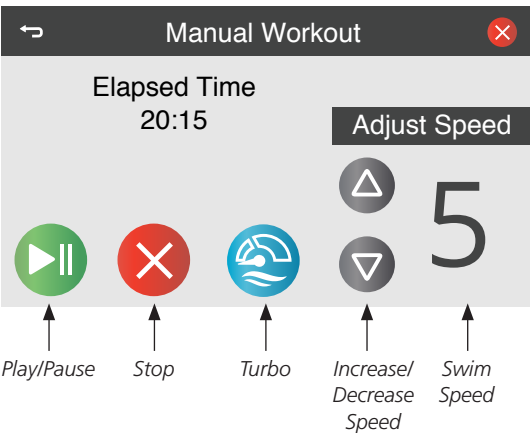 Manual Workout
Elapsed Time
20:15
Adjust Speed
5
Play/Pause
Stop
Turbo
Increase/
Decrease
Speed
Swim
Speed